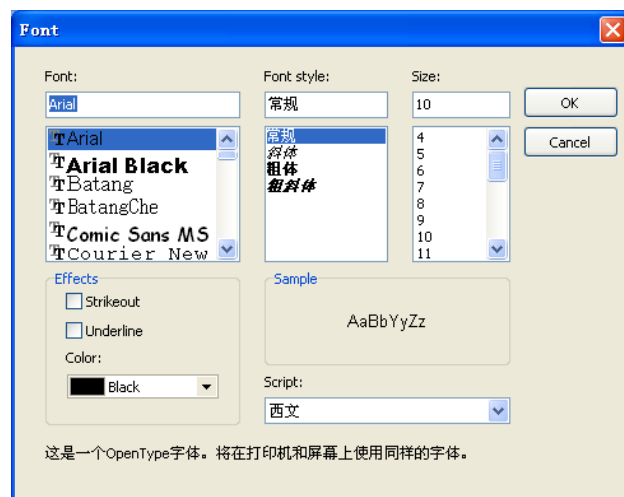 Font
Font:
Font style:
Size:
Arial
常规
10
OK
Cancel
Arial
Arial Black
Batang
BatangChe
Comic Sans MS
Courier New
常规
斜体
粗体
粗斜体
4
5
6
7
8
9
10
11
Effects
Strikeout
Underline
Color:
Black
Sample
AaBbYyZz
Script:
西文
这是一个OpenType字体。将在打印机和屏幕上使用同样的字体。